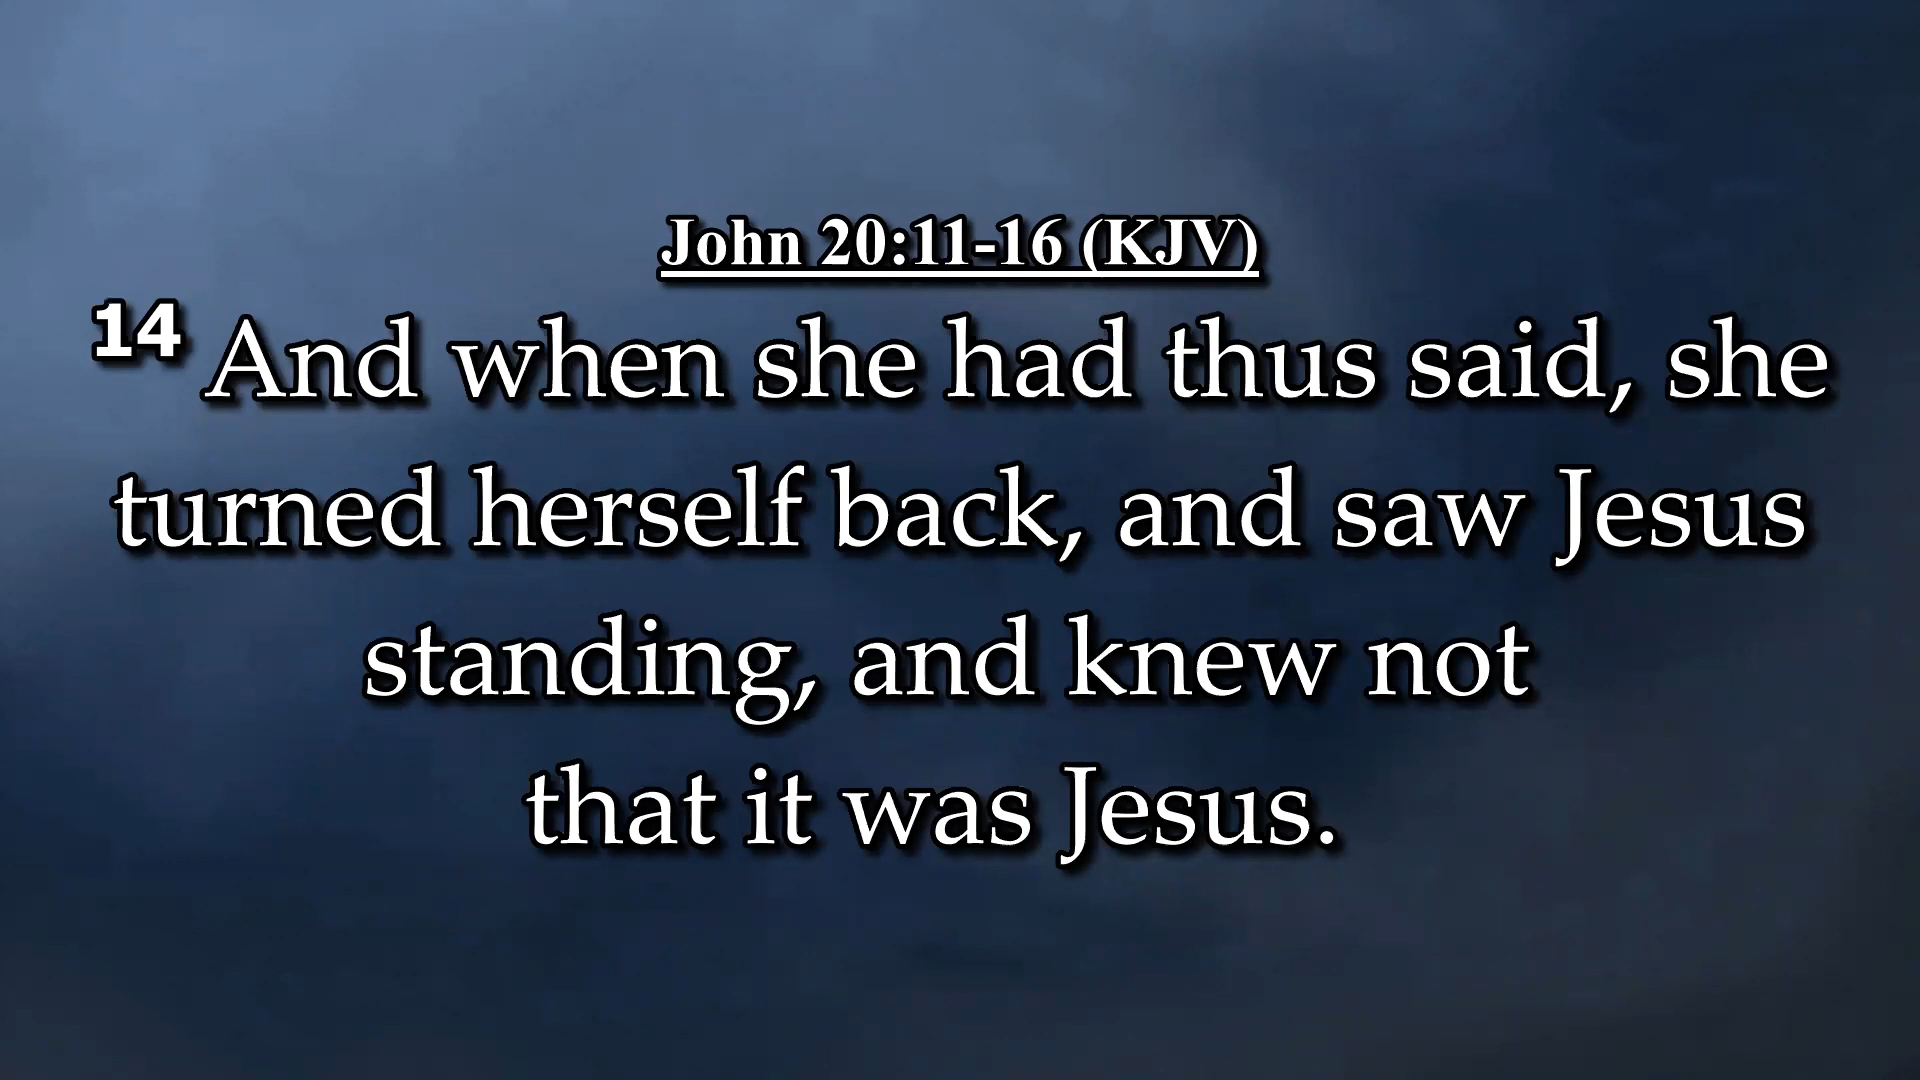 John 20:11-16 (KJV)
14 And when she had thus said, she
turned herself back, and saw Jesus
standing, and knew not
that it was Jesus.